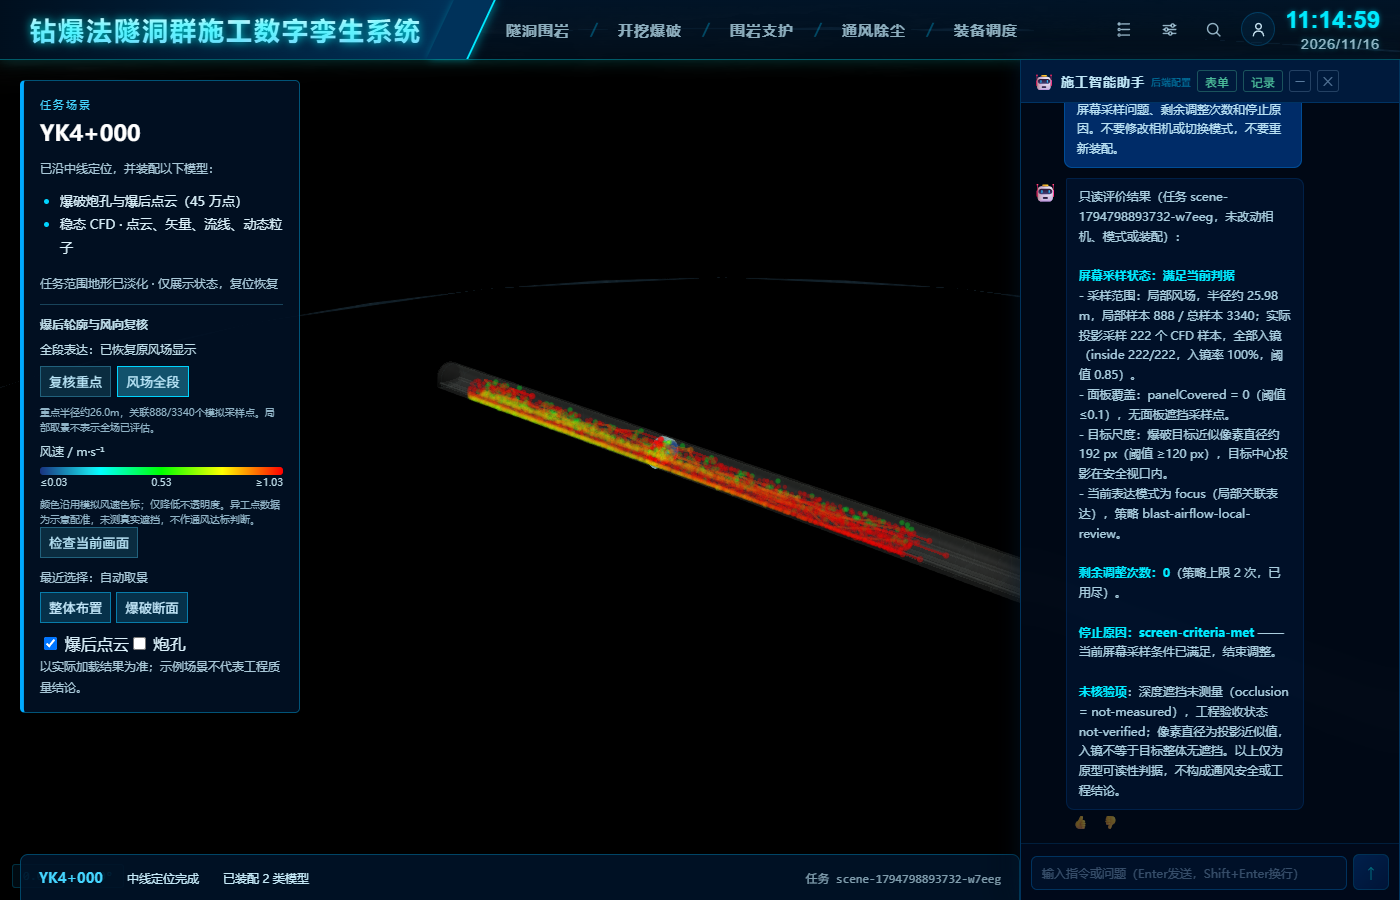 钻爆法隧洞群施工数字孪生系统
隧洞围岩 / 开挖爆破 / 围岩支护 / 通风除尘 / 装备调度
11:14:59
2026/11/16
任务场景
YK4+000
已沿中线定位，并装配以下模型：
• 爆破炮孔与爆后点云（45 万点）
• 稳态 CFD · 点云、矢量、流线、动态粒
子
任务范围地形已淡化 · 仅展示状态，复位恢复
爆后轮廓与风向复核
全段表达：已恢复原风场显示
复核重点 风场全段
重点半径约26.0m，关联888/3340个模拟采样点。局
部取景不表示全场已评估。
风速 / m·s⁻¹
≤0.03 0.53 ≥1.03
颜色沿用模拟风速色标；仅降低不透明度。异工点数据
为示意配准，未测真实遮挡，不作通风达标判断。
检查当前画面
最近选择：自动取景
整体布置 爆破断面
爆后点云 炮孔
以实际加载结果为准；示例场景不代表工程质
量结论。
施工智能助手 后端配置 表单 记录
屏幕采样问题、剩余调整次数和停止原
因。不要修改相机或切换模式，不要重
新装配。
只读评价结果（任务 scene-
1794798893732-w7eeg，未改动相
机、模式或装配）：
屏幕采样状态：满足当前判据
- 采样范围：局部风场，半径约 25.98
m，局部样本 888 / 总样本 3340；实际
投影采样 222 个 CFD 样本，全部入镜
（inside 222/222，入镜率 100%，阈
值 0.85）。
- 面板覆盖：panelCovered = 0（阈值
≤0.1），无面板遮挡采样点。
- 目标尺度：爆破目标近似像素直径约
192 px（阈值 ≥120 px），目标中心投
影在安全视口内。
- 当前表达模式为 focus（局部关联表
达），策略 blast-airflow-local-
review。
剩余调整次数：0（策略上限 2 次，已
用尽）。
停止原因：screen-criteria-met ——
当前屏幕采样条件已满足，结束调整。
未核验项：深度遮挡未测量（occlusion
= not-measured），工程验收状态
not-verified；像素直径为投影近似值，
入镜不等于目标整体无遮挡。以上仅为
原型可读性判据，不构成通风安全或工
程结论。
输入指令或问题（Enter发送，Shift+Enter换行）
YK4+000 中线定位完成 已装配 2 类模型 任务 scene-1794798893732-w7eeg